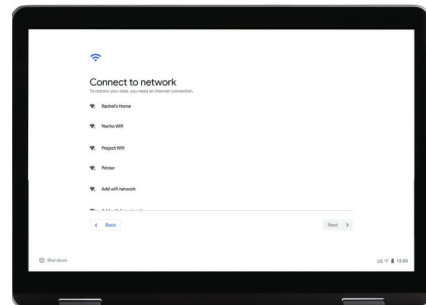 Connect to network
To restore your data, you need an internet connection.
Rachel's Home
Nacho Wifi
Project Wifi
Printer
Add wifi network
Back
Next
Shut down
US
12:00